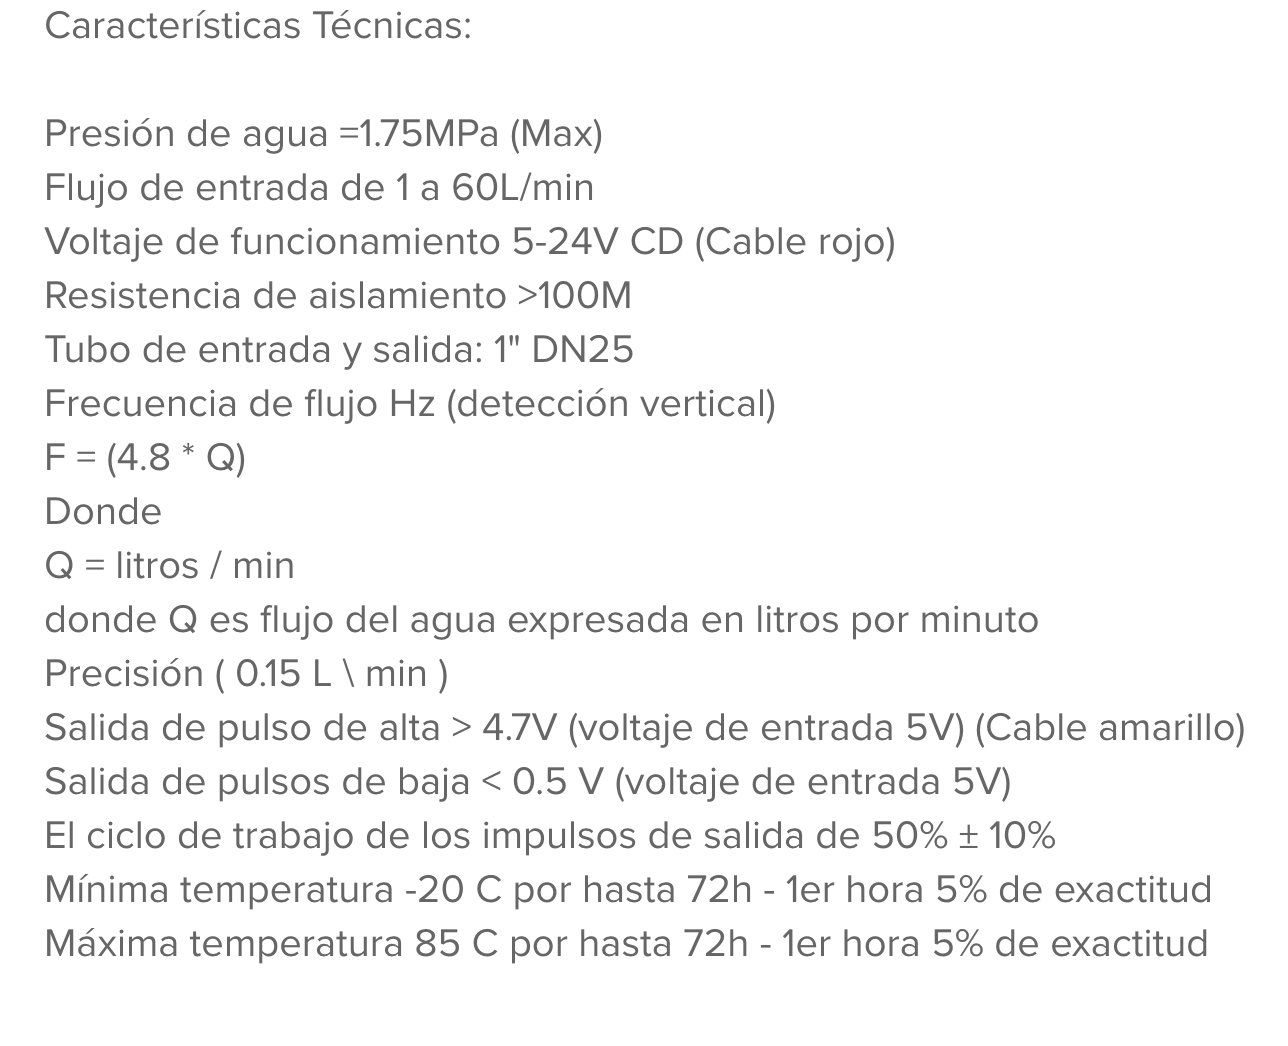 Características Técnicas:
Presión de agua =1.75MPa (Max)
Flujo de entrada de 1 a 60L/min
Voltaje de funcionamiento 5-24V CD (Cable rojo)
Resistencia de aislamiento >100M
Tubo de entrada y salida: 1" DN25
Frecuencia de flujo Hz (detección vertical)
F = (4.8 * Q)
Donde
Q = litros / min
donde Q es flujo del agua expresada en litros por minuto
Precisión ( 0.15 L \ min )
Salida de pulso de alta > 4.7V (voltaje de entrada 5V) (Cable amarillo)
Salida de pulsos de baja < 0.5 V (voltaje de entrada 5V)
El ciclo de trabajo de los impulsos de salida de 50% ± 10%
Mínima temperatura -20 C por hasta 72h - 1er hora 5% de exactitud
Máxima temperatura 85 C por hasta 72h - 1er hora 5% de exactitud